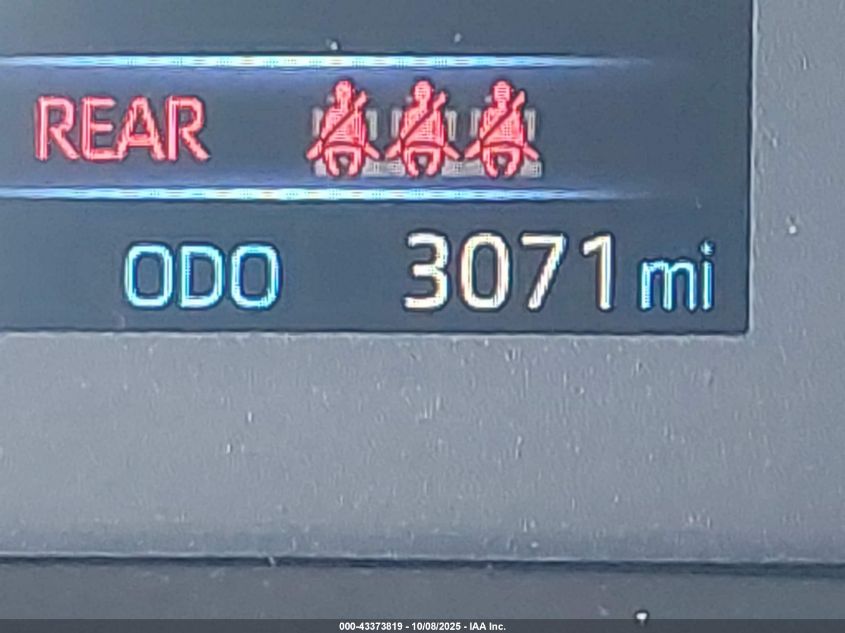 REAR
ODO 3071 mi
000-43373819 - 10/08/2025 - IAA Inc.